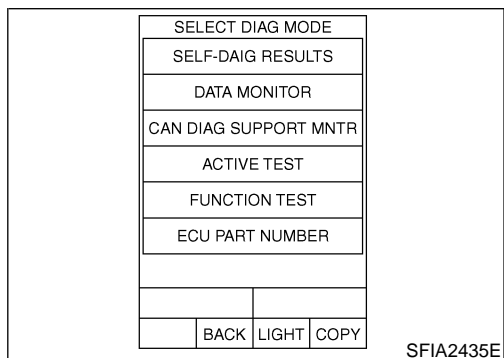 SELECT DIAG MODE
SELF-DAIG RESULTS
DATA MONITOR
CAN DIAG SUPPORT MNTR
ACTIVE TEST
FUNCTION TEST
ECU PART NUMBER
BACK LIGHT COPY
SFIA2435E